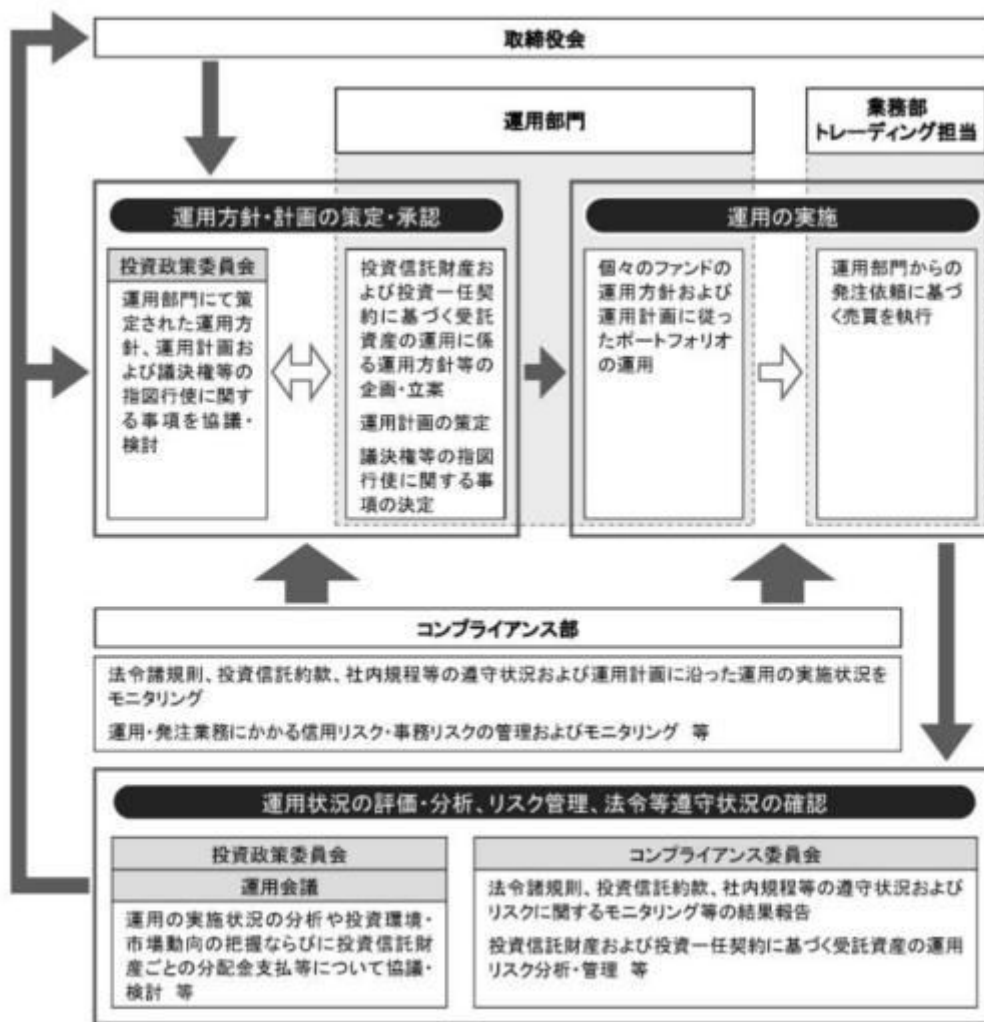 取締役会
運用部門
業務部
トレーディング担当
運用方針・計画の策定・承認
投資政策委員会
運用部門にて策
定された運用方
針、運用計画お
よび議決権等の
指図行使に関す
る事項を協議・
検討
投資信託財産お
よび投資一任契
約に基づく受託
資産の運用に係
る運用方針等の
企画・立案
運用計画の策定
議決権等の指図
行使に関する事
項の決定
運用の実施
個々のファンドの
運用方針および
運用計画に従っ
たポートフォリオ
の運用
運用部門からの
発注依頼に基づ
く売買を執行
コンプライアンス部
法令諸規則、投資信託約款、社内規程等の遵守状況および運用計画に沿った運用の実施状況を
モニタリング
運用・発注業務にかかる信用リスク・事務リスクの管理およびモニタリング 等
運用状況の評価・分析、リスク管理、法令等遵守状況の確認
投資政策委員会
運用会議
運用の実施状況の分析や投資環境・
市場動向の把握ならびに投資信託財
産ごとの分配金支払等について協議・
検討 等
コンプライアンス委員会
法令諸規則、投資信託約款、社内規程等の遵守状況および
リスクに関するモニタリング等の結果報告
投資信託財産および投資一任契約に基づく受託資産の運用
リスク分析・管理 等